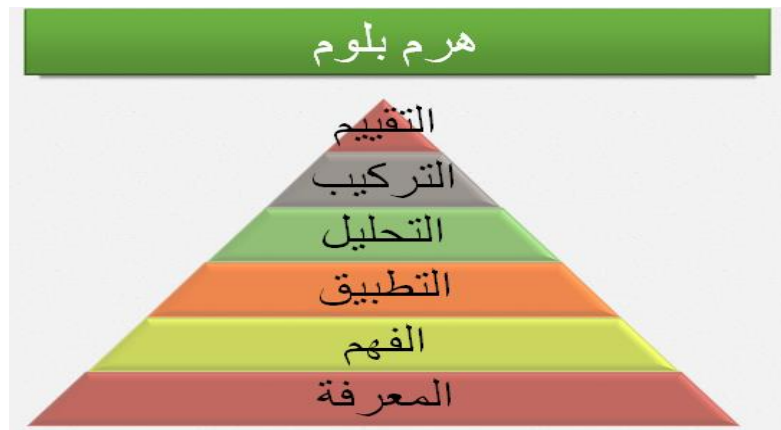 هرم بلوم
التقييم
التركيب
التحليل
التطبيق
الفهم
المعرفة